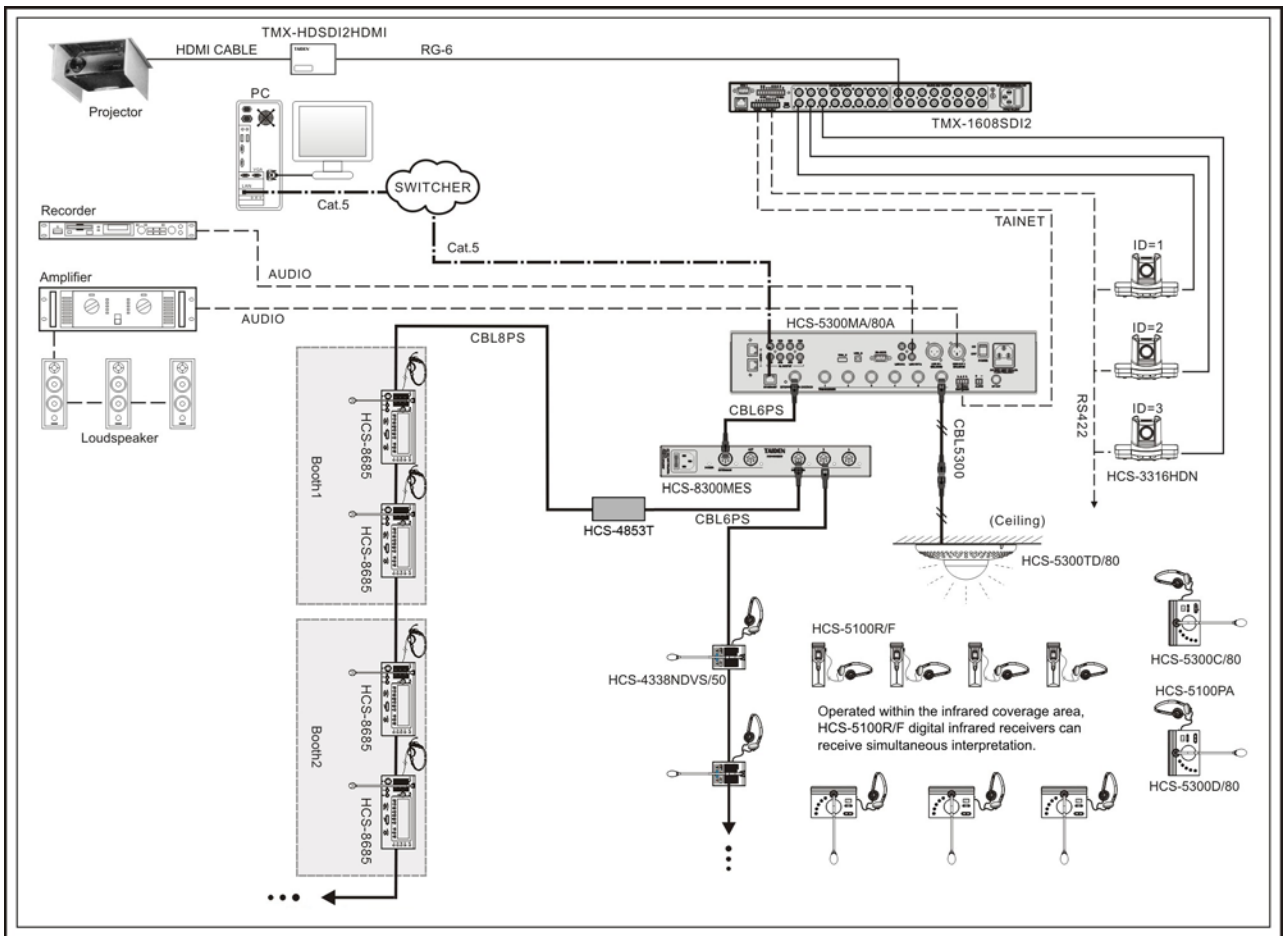 TMX-HDSDI2HDMI
HDMI CABLE
RG-6
TAIDEN
Projector
PC
TMX-1608SDI2
SWITCHER
Cat.5
Recorder
TAINET
Cat.5
ID=1
Amplifier
AUDIO
AUDIO
HCS-5300MA/80A
CBL8PS
ID=2
CBL6PS
CBL5300
RS422
ID=3
Loudspeaker
HCS-8685
Booth1
TAIDEN
HCS-8300MES
HCS-3316HDN
HCS-4853T
CBL6PS
(Ceiling)
HCS-8685
HCS-5300TD/80
HCS-5100R/F
HCS-5300C/80
HCS-4338NDVS/50
HCS-8685
HCS-5100PA
Operated within the infrared coverage area,
HCS-5100R/F digital infrared receivers can
receive simultaneous interpretation.
Booth2
HCS-5300D/80
HCS-8685